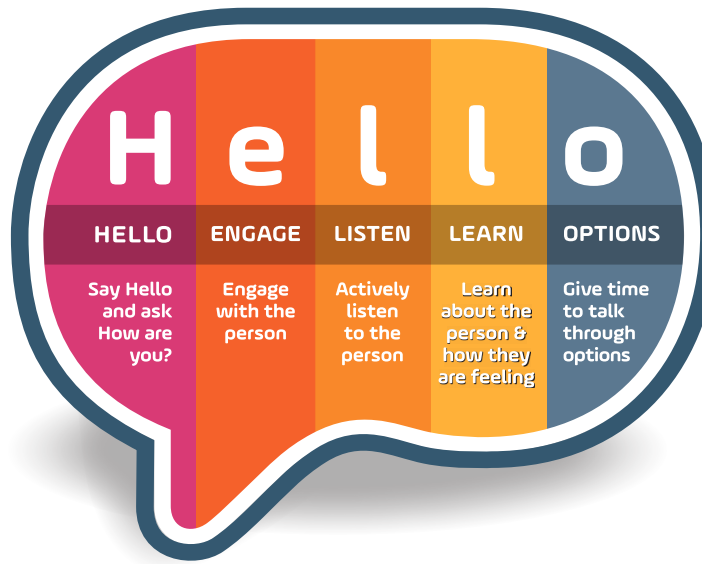 Hello
HELLO
Say Hello
and ask
How are
you?
ENGAGE
Engage
with the
person
LISTEN
Actively
listen
to the
person
LEARN
Learn
about the
person &
how they
are feeling
OPTIONS
Give time
to talk
through
options